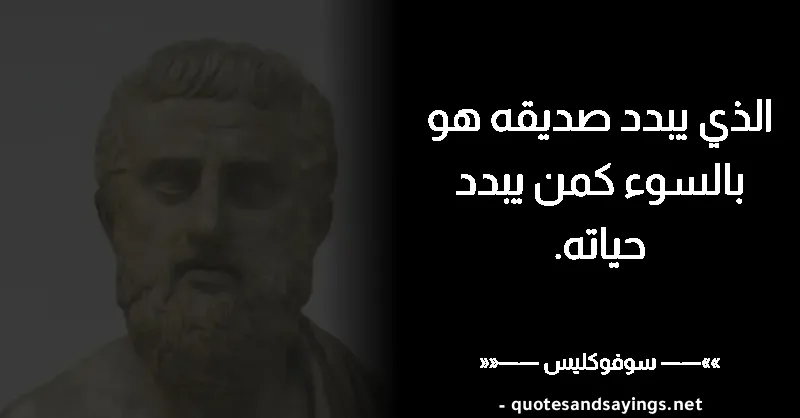 الذي يبدد صديقه هو
بالسوء كمن يبدد
حياته.
»»—— سوفوكليس ——««
- quotesandsayings.net